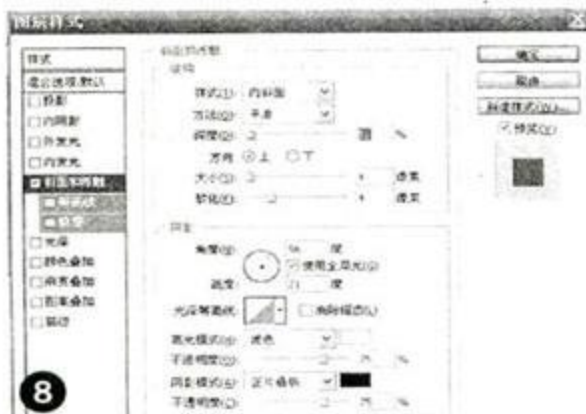 图层样式
样式
混合选项:默认
投影
内阴影
外发光
内发光
斜面和浮雕
等高线
纹理
光泽
颜色叠加
渐变叠加
图案叠加
描边
斜面和浮雕
结构
样式(T): 内斜面
方法(Q): 平滑
深度(D): %
方向: 上 下
大小(Z): 像素
软化(F): 像素
阴影
角度(N): 度
使用全局光(G)
高度: 度
光泽等高线: 消除锯齿(L)
高光模式(H): 滤色
不透明度(O): 75 %
阴影模式(A): 正片叠底
不透明度(C): 75 %
确定
取消
新建样式(W)...
预览(V)
8